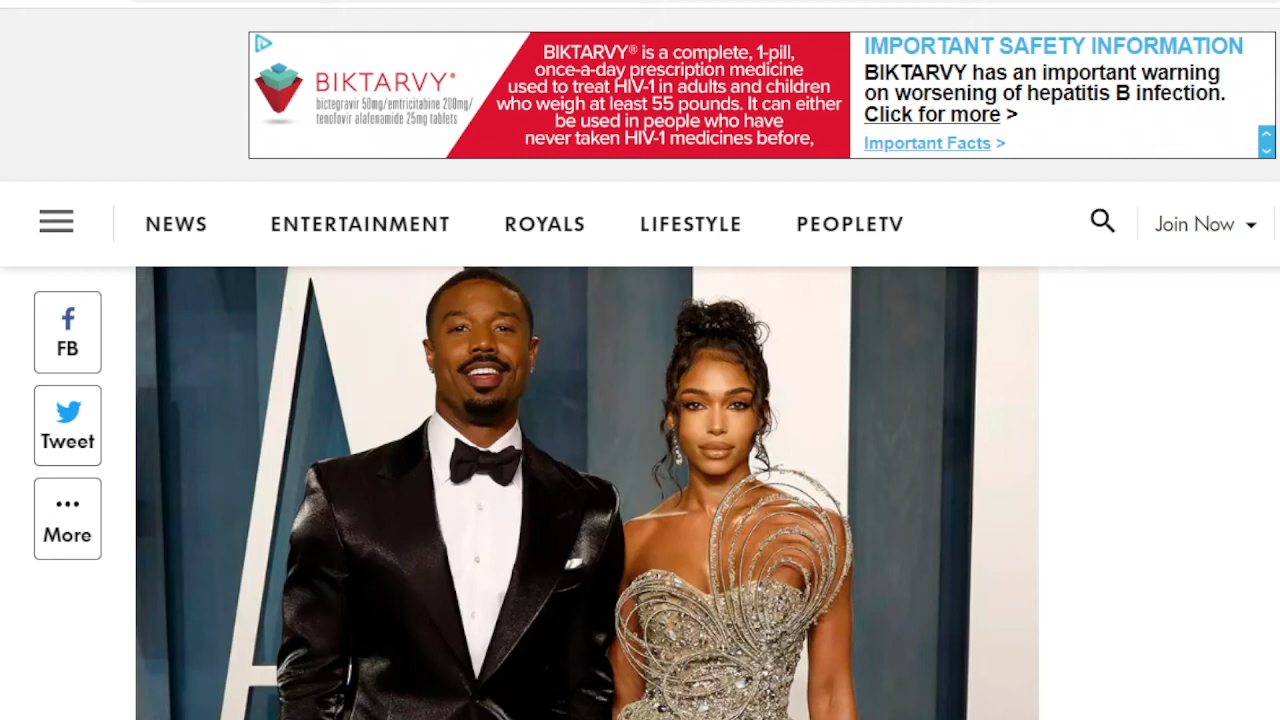 BIKTARVY®
bictegravir 50mg/emtricitabine 200mg/
tenofovir alafenamide 25mg tablets
BIKTARVY® is a complete, 1-pill,
once-a-day prescription medicine
used to treat HIV-1 in adults and children
who weigh at least 55 pounds. It can either
be used in people who have
never taken HIV-1 medicines before,
IMPORTANT SAFETY INFORMATION
BIKTARVY has an important warning
on worsening of hepatitis B infection.
Click for more >
Important Facts >
NEWS ENTERTAINMENT ROYALS LIFESTYLE PEOPLETV Join Now
FB
Tweet
More
A